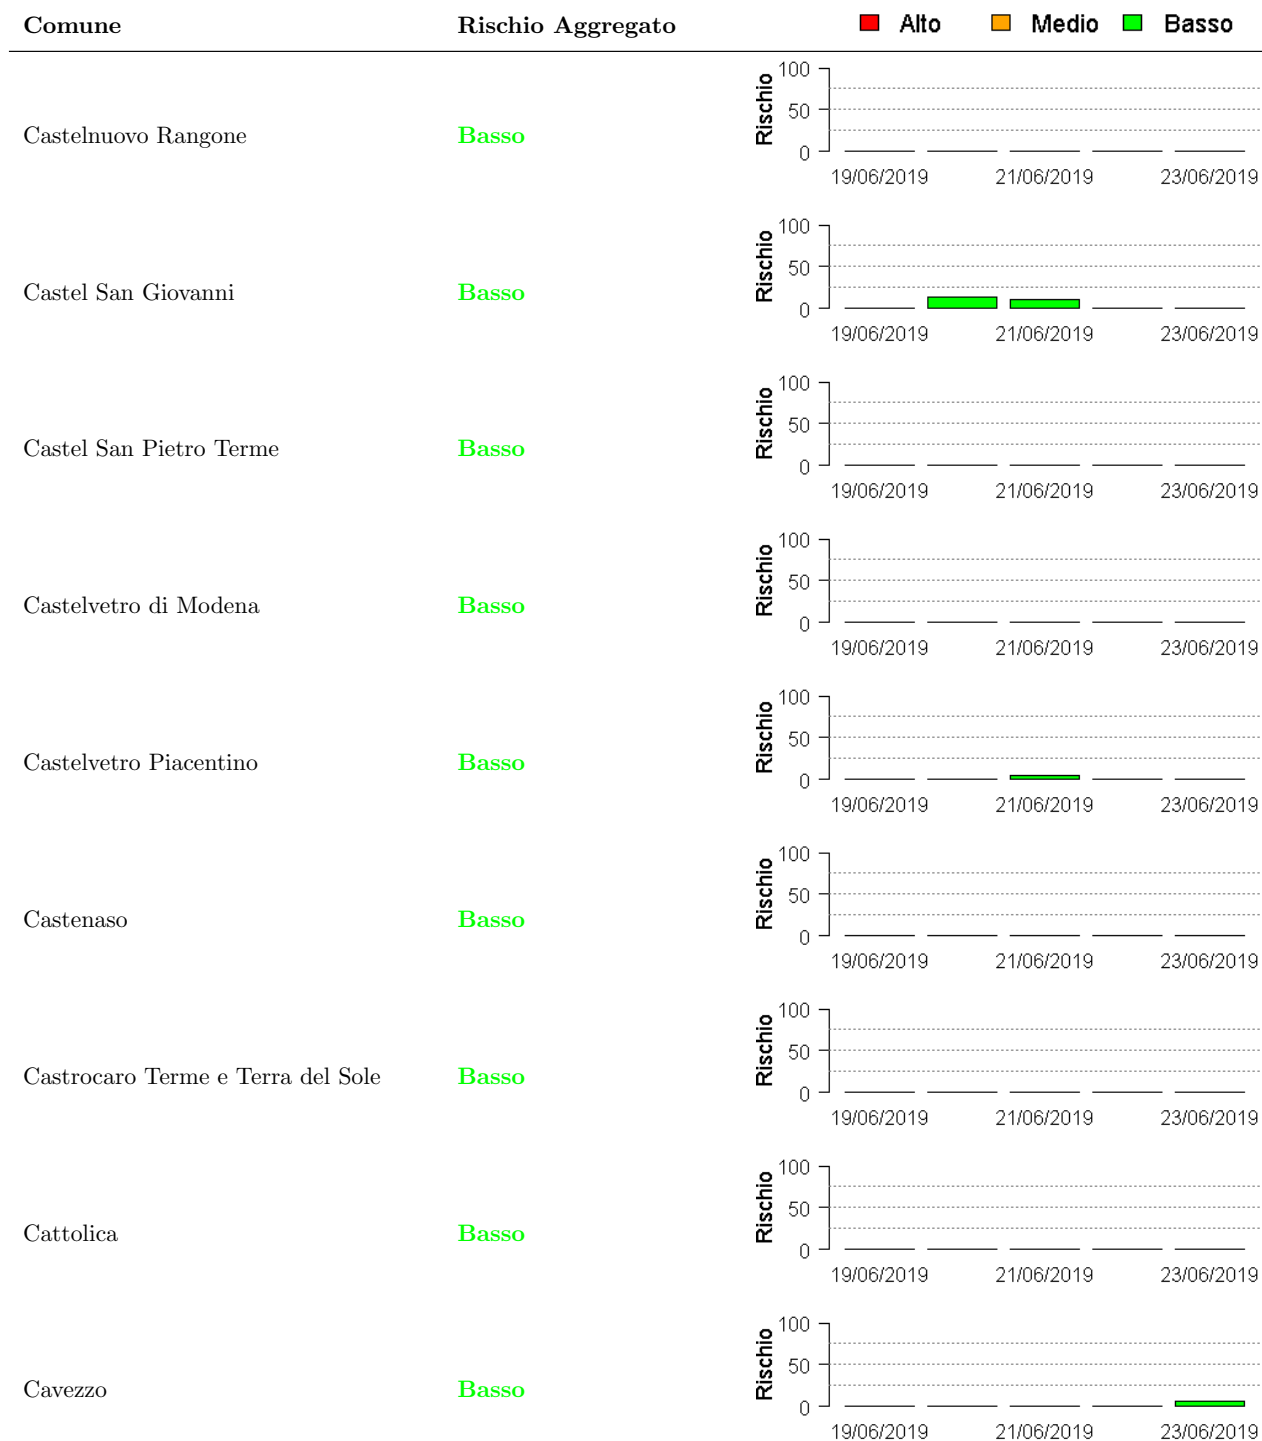 Comune Rischio Aggregato Alto Medio Basso
100
50
0
Rischio
Castelnuovo Rangone Basso
19/06/2019 21/06/2019 23/06/2019
100
50
0
Rischio
Castel San Giovanni Basso
19/06/2019 21/06/2019 23/06/2019
100
50
0
Rischio
Castel San Pietro Terme Basso
19/06/2019 21/06/2019 23/06/2019
100
50
0
Rischio
Castelvetro di Modena Basso
19/06/2019 21/06/2019 23/06/2019
100
50
0
Rischio
Castelvetro Piacentino Basso
19/06/2019 21/06/2019 23/06/2019
100
50
0
Rischio
Castenaso Basso
19/06/2019 21/06/2019 23/06/2019
100
50
0
Rischio
Castrocaro Terme e Terra del Sole Basso
19/06/2019 21/06/2019 23/06/2019
100
50
0
Rischio
Cattolica Basso
19/06/2019 21/06/2019 23/06/2019
100
50
0
Rischio
Cavezzo Basso
19/06/2019 21/06/2019 23/06/2019